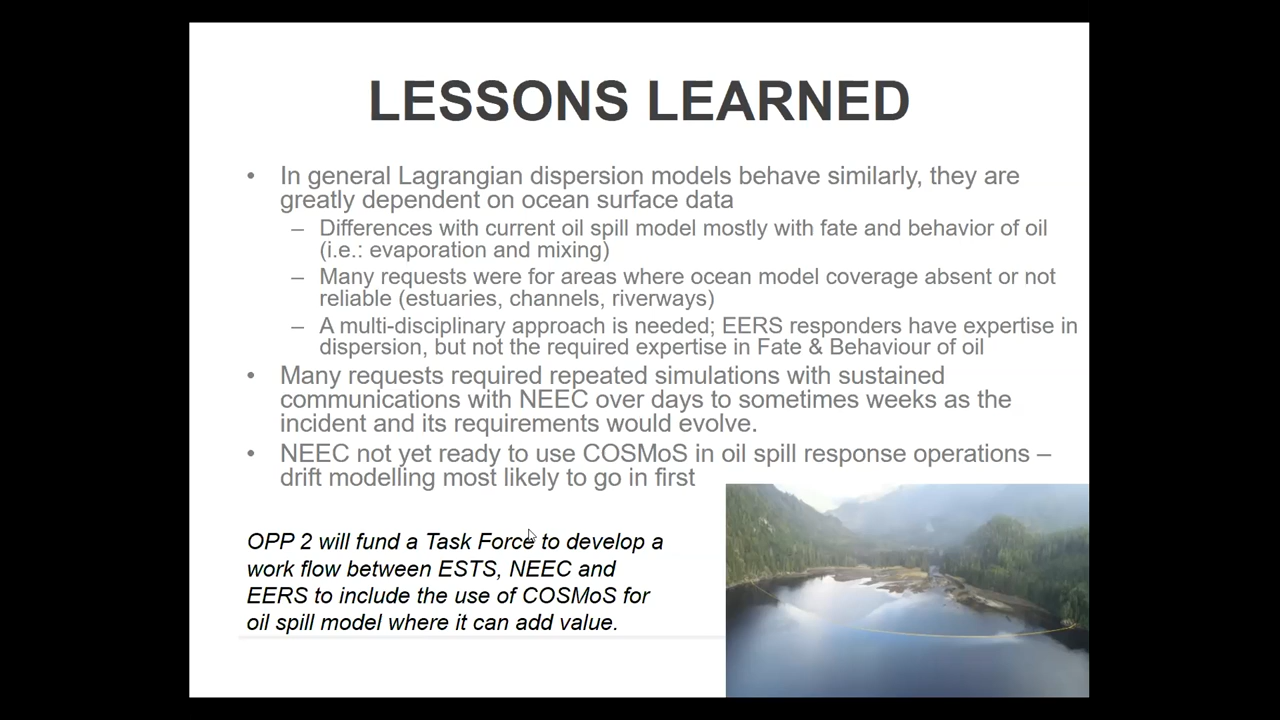 LESSONS LEARNED
• In general Lagrangian dispersion models behave similarly, they are
greatly dependent on ocean surface data
– Differences with current oil spill model mostly with fate and behavior of oil
(i.e.: evaporation and mixing)
– Many requests were for areas where ocean model coverage absent or not
reliable (estuaries, channels, riverways)
– A multi-disciplinary approach is needed; EERS responders have expertise in
dispersion, but not the required expertise in Fate & Behaviour of oil
• Many requests required repeated simulations with sustained
communications with NEEC over days to sometimes weeks as the
incident and its requirements would evolve.
• NEEC not yet ready to use COSMoS in oil spill response operations –
drift modelling most likely to go in first
OPP 2 will fund a Task Force to develop a
work flow between ESTS, NEEC and
EERS to include the use of COSMoS for
oil spill model where it can add value.